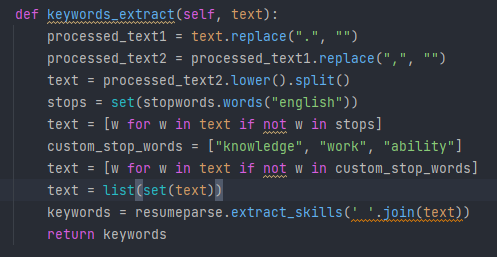 def keywords_extract(self, text):
    processed_text1 = text.replace(".", "")
    processed_text2 = processed_text1.replace(",", "")
    text = processed_text2.lower().split()
    stops = set(stopwords.words("english"))
    text = [w for w in text if not w in stops]
    custom_stop_words = ["knowledge", "work", "ability"]
    text = [w for w in text if not w in custom_stop_words]
    text = list(set(text))
    keywords = resumeparse.extract_skills(' '.join(text))
    return keywords